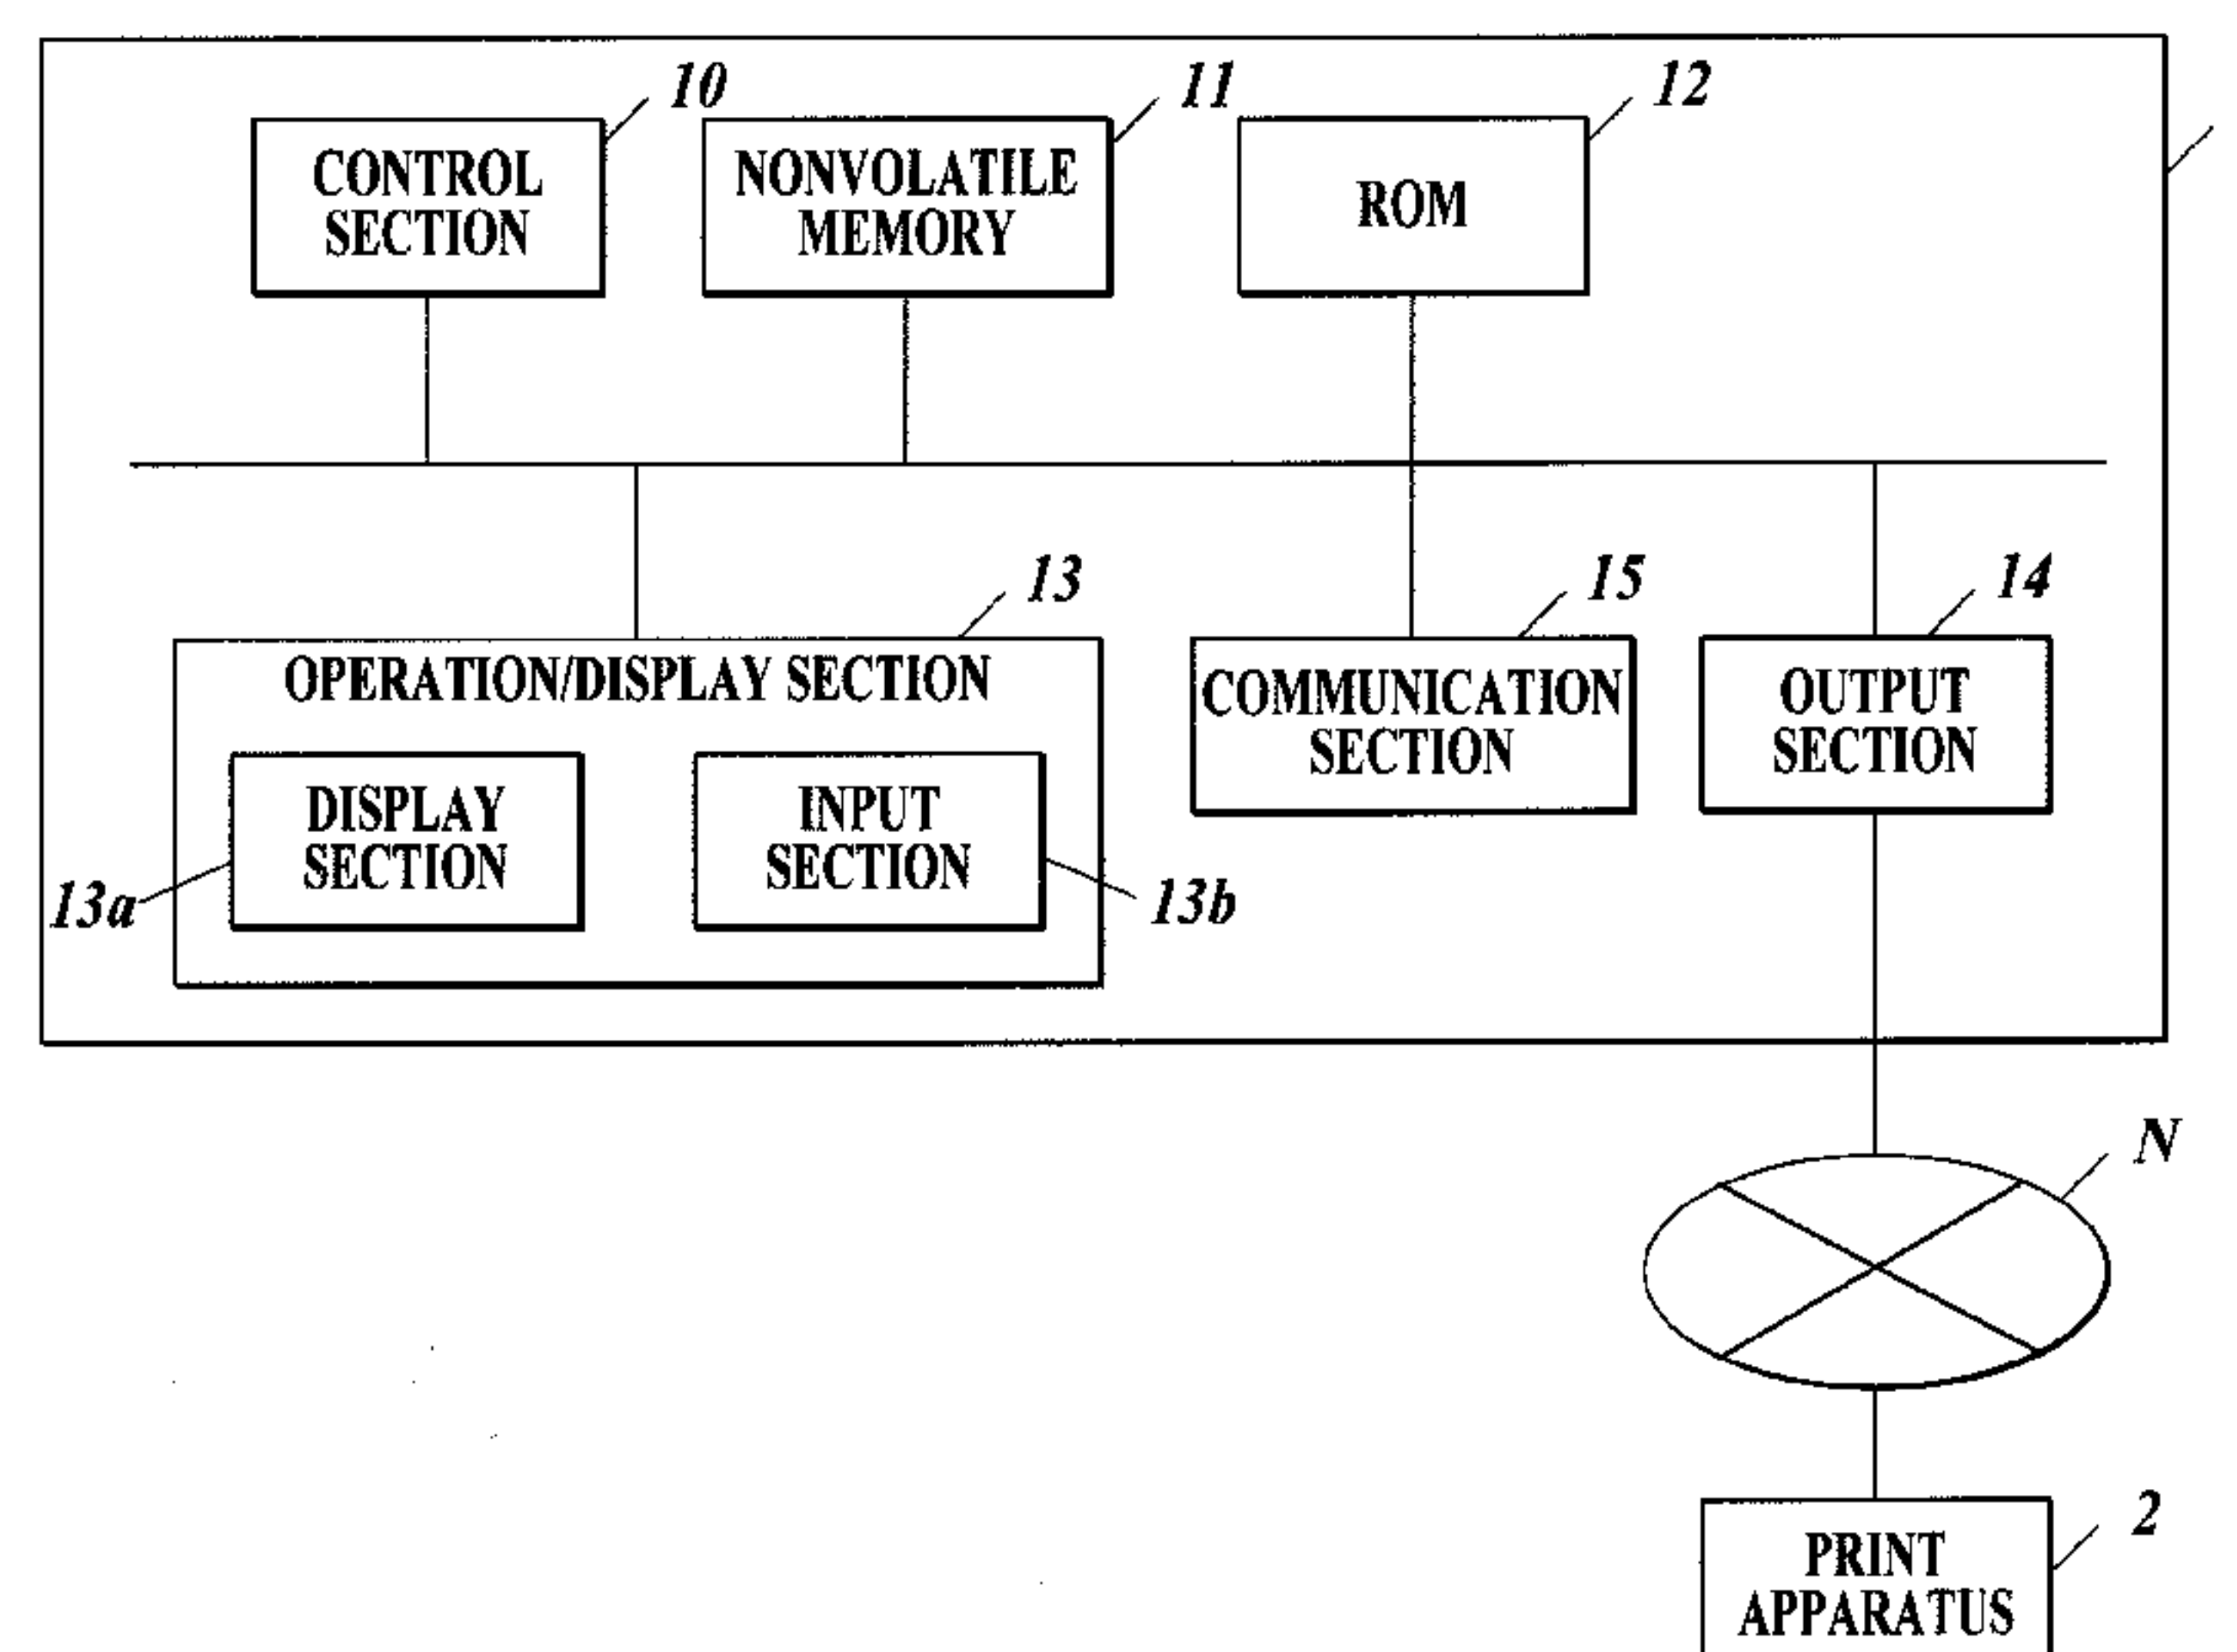 10
11
12
CONTROL
SECTION
NONVOLATILE
MEMORY
ROM
13
15
14
OPERATION/DISPLAY SECTION
COMMUNICATION
SECTION
OUTPUT
SECTION
DISPLAY
SECTION
INPUT
SECTION
13a
13b
N
2
PRINT
APPARATUS